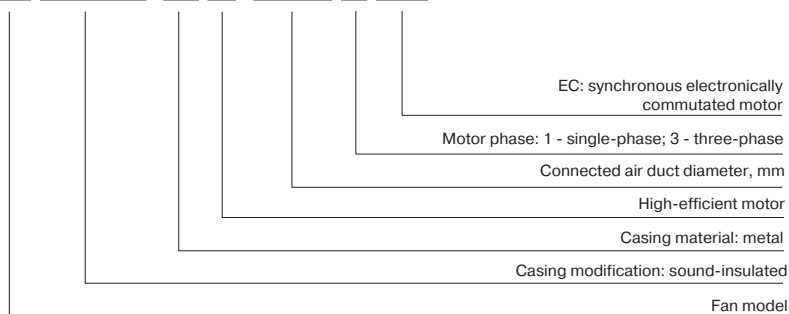 EC: synchronous electronically
commutated motor
Motor phase: 1 - single-phase; 3 - three-phase
Connected air duct diameter, mm
High-efficient motor
Casing material: metal
Casing modification: sound-insulated
Fan model